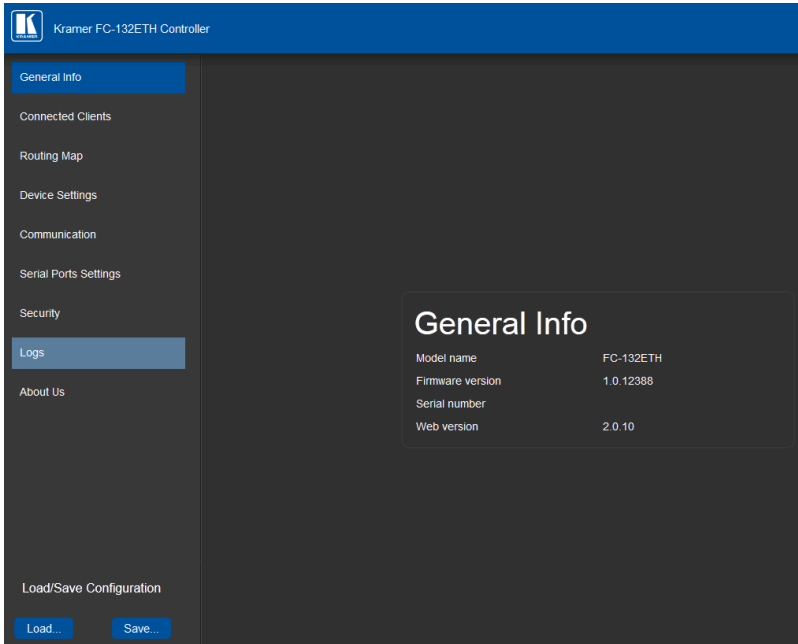 KRAMER
Kramer FC-132ETH Controller
General Info
Connected Clients
Routing Map
Device Settings
Communication
Serial Ports Settings
Security
Logs
About Us
Load/Save Configuration
Load... Save...
General Info
Model name FC-132ETH
Firmware version 1.0.12388
Serial number
Web version 2.0.10